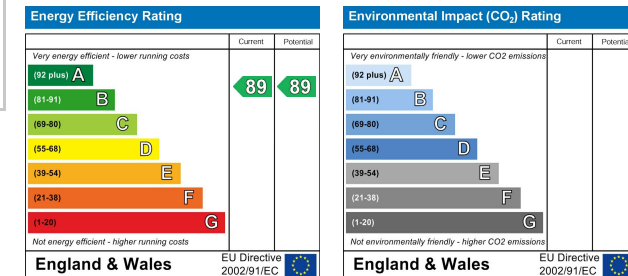 Energy Efficiency Rating
Current Potential
Very energy efficient - lower running costs
(92 plus) A
(81-91) B
89 89
(69-80) C
(55-68) D
(39-54) E
(21-38) F
(1-20) G
Not energy efficient - higher running costs
England & Wales
EU Directive
2002/91/EC
Environmental Impact (CO₂) Rating
Current Potentia
Very environmentally friendly - lower CO2 emissions
(92 plus) A
(81-91) B
(69-80) C
(55-68) D
(39-54) E
(21-38) F
(1-20) G
Not environmentally friendly - higher CO2 emissions
England & Wales
EU Directive
2002/91/EC